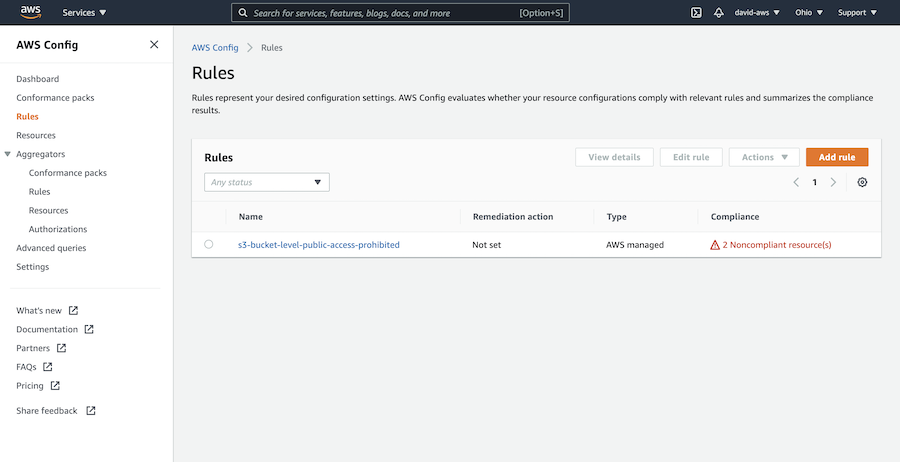 aws
Services
Search for services, features, blogs, docs, and more
[Option+S]
david-aws
Ohio
Support
AWS Config
Dashboard
Conformance packs
Rules
Resources
Aggregators
Conformance packs
Rules
Resources
Authorizations
Advanced queries
Settings
What's new
Documentation
Partners
FAQs
Pricing
Share feedback
AWS Config
Rules
Rules
Rules represent your desired configuration settings. AWS Config evaluates whether your resource configurations comply with relevant rules and summarizes the compliance
results.
Rules
View details
Edit rule
Actions
Add rule
Any status
1
Name
Remediation action
Type
Compliance
s3-bucket-level-public-access-prohibited
Not set
AWS managed
2 Noncompliant resource(s)